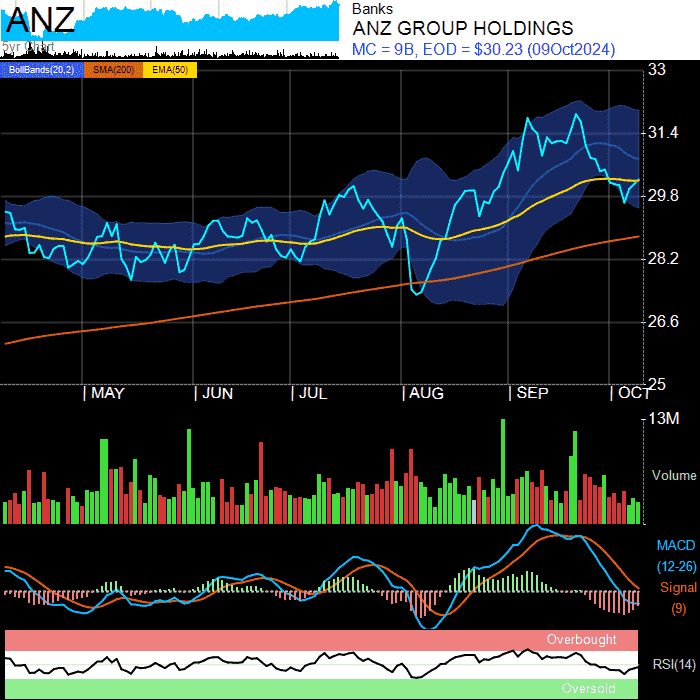 ANZ
5yr Chart
Banks
ANZ GROUP HOLDINGS
MC = 9B, EOD = $30.23 (09Oct2024)
BollBands(20,2) SMA(200) EMA(50)
33
31.4
29.8
28.2
26.6
25
| MAY | JUN | JUL | AUG | SEP | OCT
13M
Volume
MACD
(12-26)
Signal
(9)
Overbought
RSI(14)
Oversold